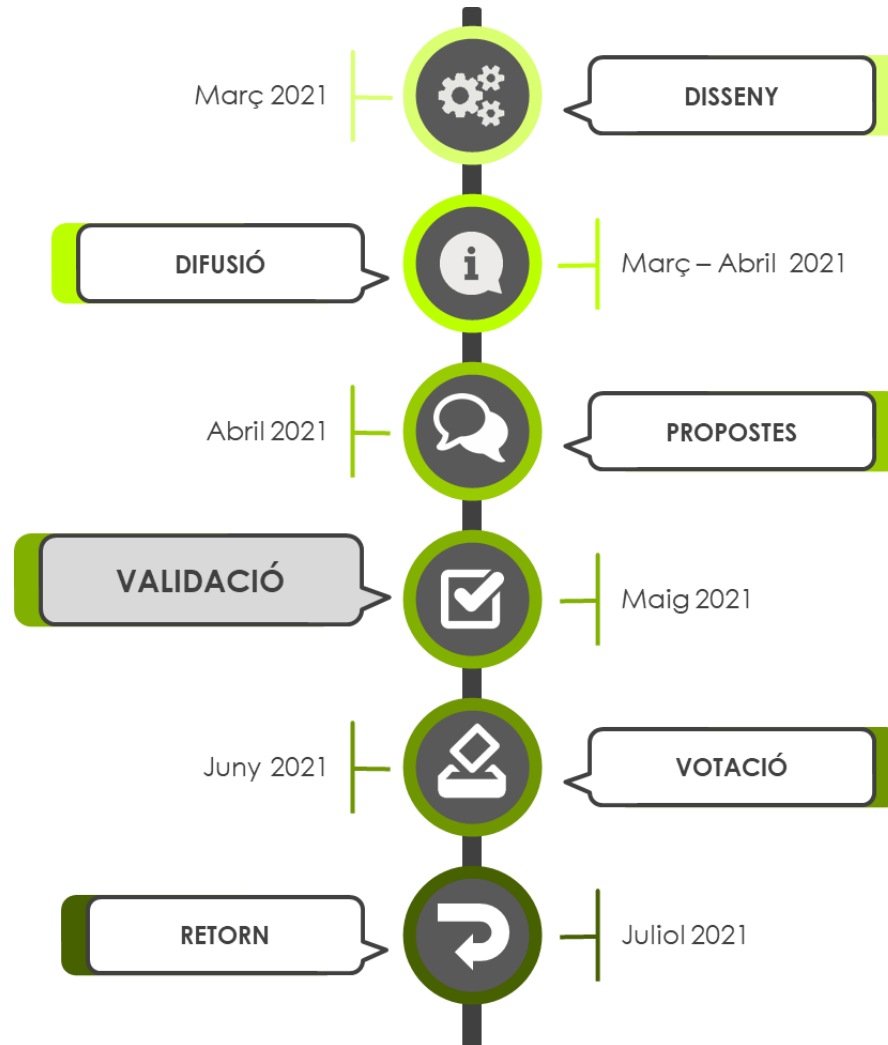 Març 2021
DISSENY
DIFUSIÓ
Març – Abril 2021
Abril 2021
PROPOSTES
VALIDACIÓ
Maig 2021
Juny 2021
VOTACIÓ
RETORN
Juliol 2021